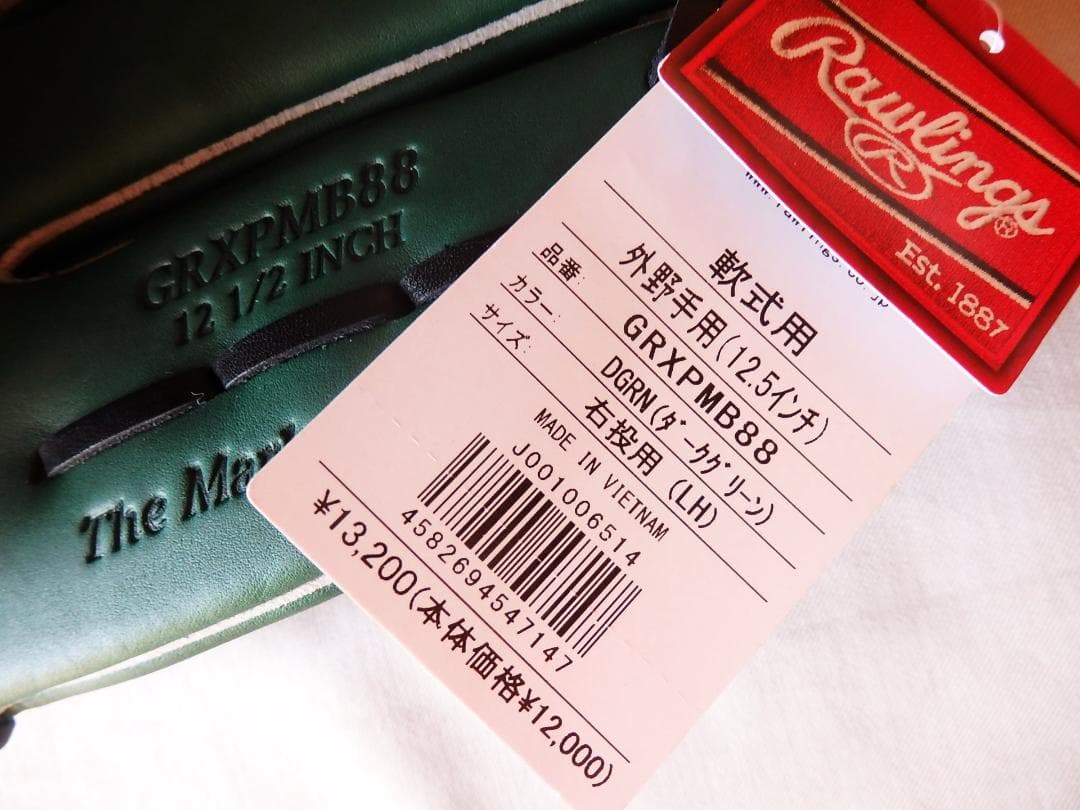 GRXPMB88
12 1/2 INCH
The Mar
Rawlings®
R
Est. 1887
軟式用
外野手用(12.5インチ)
品番: GRXPMB88
カラー: DGRN(ダークグリーン)
サイズ: 右投用 (LH)
MADE IN VIETNAM
J001006514
4582694547147
¥13,200(本体価格¥12,000)